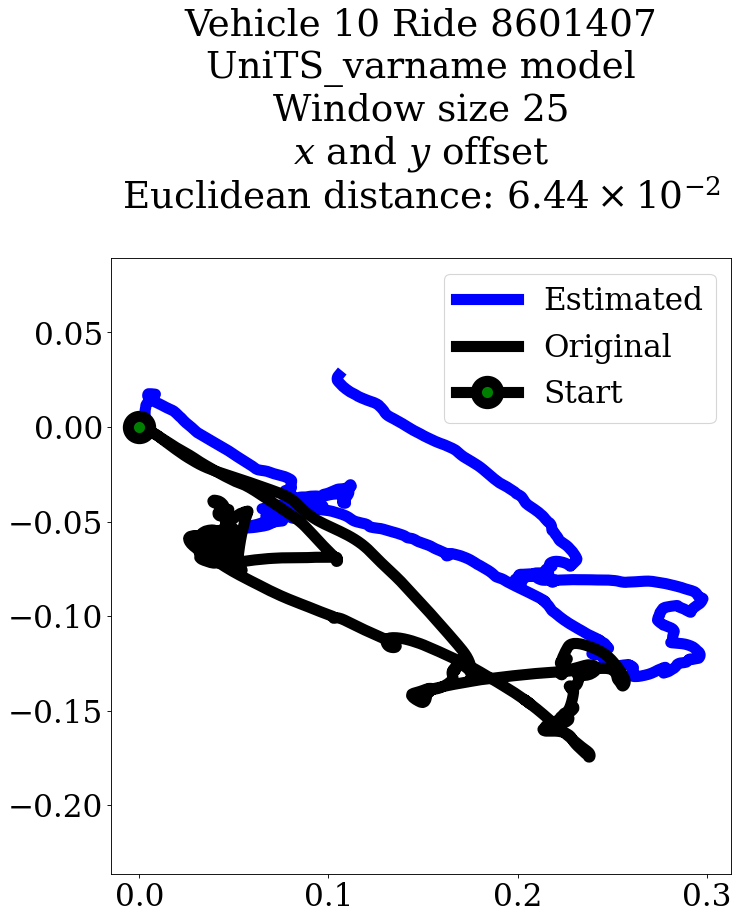 Vehicle 10 Ride 8601407
UniTS_varname model
Window size 25
x and y offset
Euclidean distance: 6.44 × 10⁻²
Estimated
Original
Start
0.05
0.00
−0.05
−0.10
−0.15
−0.20
0.0 0.1 0.2 0.3